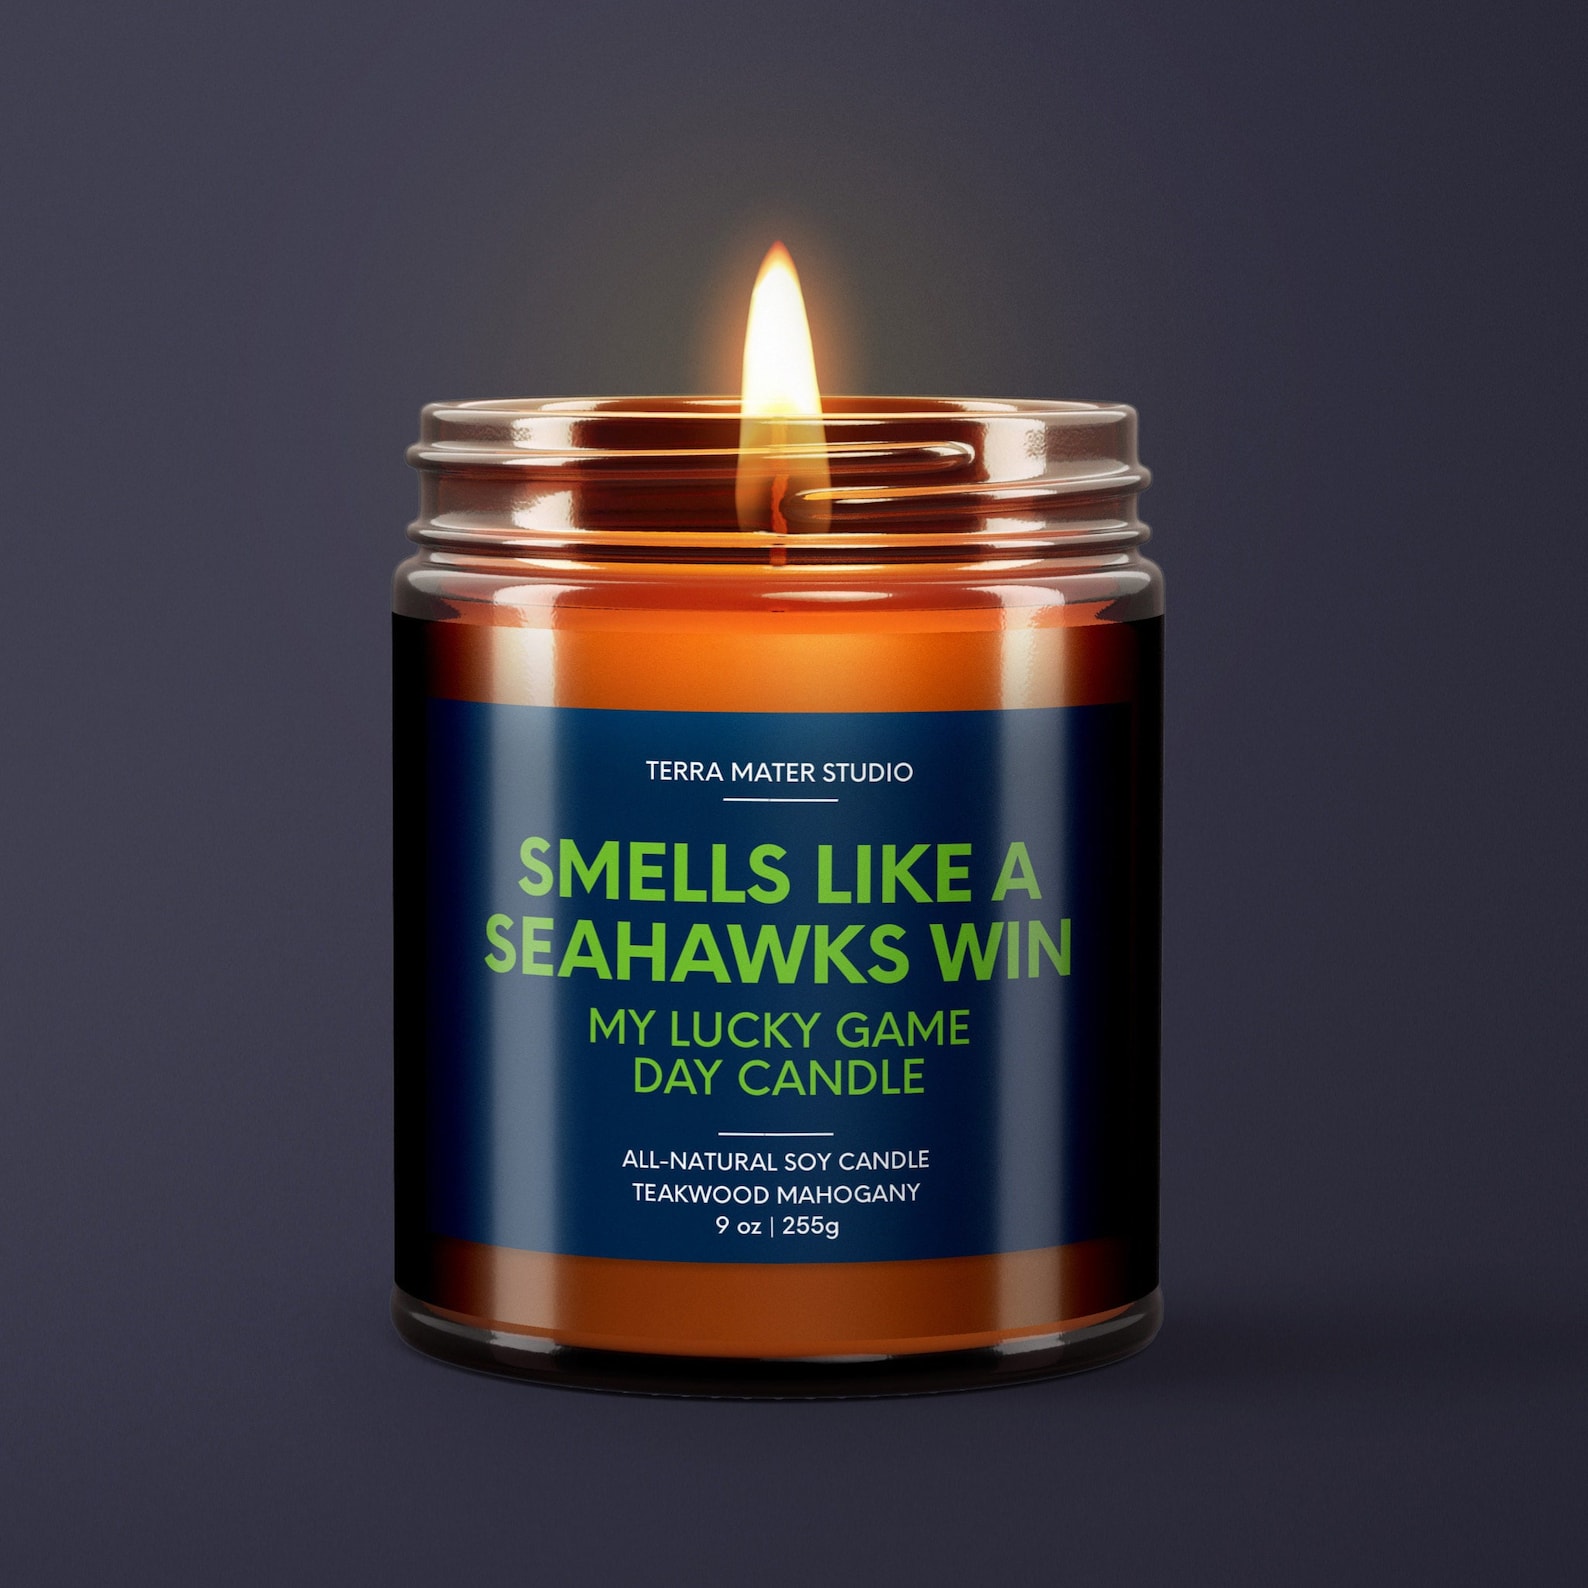 TERRA MATER STUDIO
SMELLS LIKE A
SEAHAWKS WIN
MY LUCKY GAME
DAY CANDLE
ALL-NATURAL SOY CANDLE
TEAKWOOD MAHOGANY
9 oz | 255g